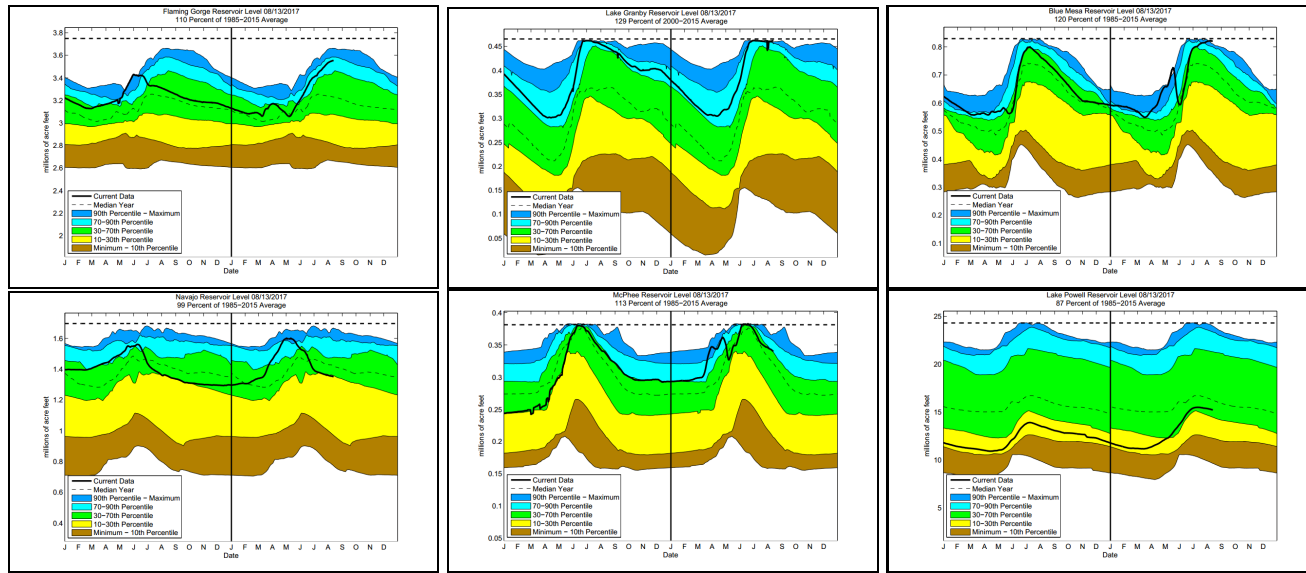 Flaming Gorge Reservoir Level 08/13/2017
110 Percent of 1985−2015 Average
3.8
3.6
3.4
3.2
3
2.8
2.6
2.4
2.2
2
millions of acre feet
Current Data
Median Year
90th Percentile − Maximum
70−90th Percentile
30−70th Percentile
10−30th Percentile
Minimum − 10th Percentile
J F M A M J J A S O N D J F M A M J J A S O N D
Date
Lake Granby Reservoir Level 08/13/2017
129 Percent of 2000−2015 Average
0.45
0.4
0.35
0.3
0.25
0.2
0.15
0.1
0.05
millions of acre feet
Current Data
Median Year
90th Percentile − Maximum
70−90th Percentile
30−70th Percentile
10−30th Percentile
Minimum − 10th Percentile
J F M A M J J A S O N D J F M A M J J A S O N D
Date
Blue Mesa Reservoir Level 08/13/2017
120 Percent of 1985−2015 Average
0.8
0.7
0.6
0.5
0.4
0.3
0.2
0.1
millions of acre feet
Current Data
Median Year
90th Percentile − Maximum
70−90th Percentile
30−70th Percentile
10−30th Percentile
Minimum − 10th Percentile
J F M A M J J A S O N D J F M A M J J A S O N D
Date
Navajo Reservoir Level 08/13/2017
99 Percent of 1985−2015 Average
1.6
1.4
1.2
1
0.8
0.6
0.4
millions of acre feet
Current Data
Median Year
90th Percentile − Maximum
70−90th Percentile
30−70th Percentile
10−30th Percentile
Minimum − 10th Percentile
J F M A M J J A S O N D J F M A M J J A S O N D
Date
McPhee Reservoir Level 08/13/2017
113 Percent of 1985−2015 Average
0.4
0.35
0.3
0.25
0.2
0.15
0.1
0.05
millions of acre feet
Current Data
Median Year
90th Percentile − Maximum
70−90th Percentile
30−70th Percentile
10−30th Percentile
Minimum − 10th Percentile
J F M A M J J A S O N D J F M A M J J A S O N D
Date
Lake Powell Reservoir Level 08/13/2017
87 Percent of 1985−2015 Average
25
20
15
10
5
millions of acre feet
Current Data
Median Year
90th Percentile − Maximum
70−90th Percentile
30−70th Percentile
10−30th Percentile
Minimum − 10th Percentile
J F M A M J J A S O N D J F M A M J J A S O N D
Date